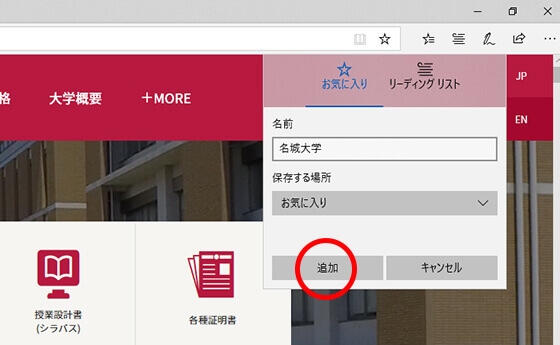 お気に入り
リーディング リスト
JP
EN
格
大学概要
＋MORE
名前
名城大学
保存する場所
お気に入り
追加
キャンセル
授業設計書
(シラバス)
各種証明書